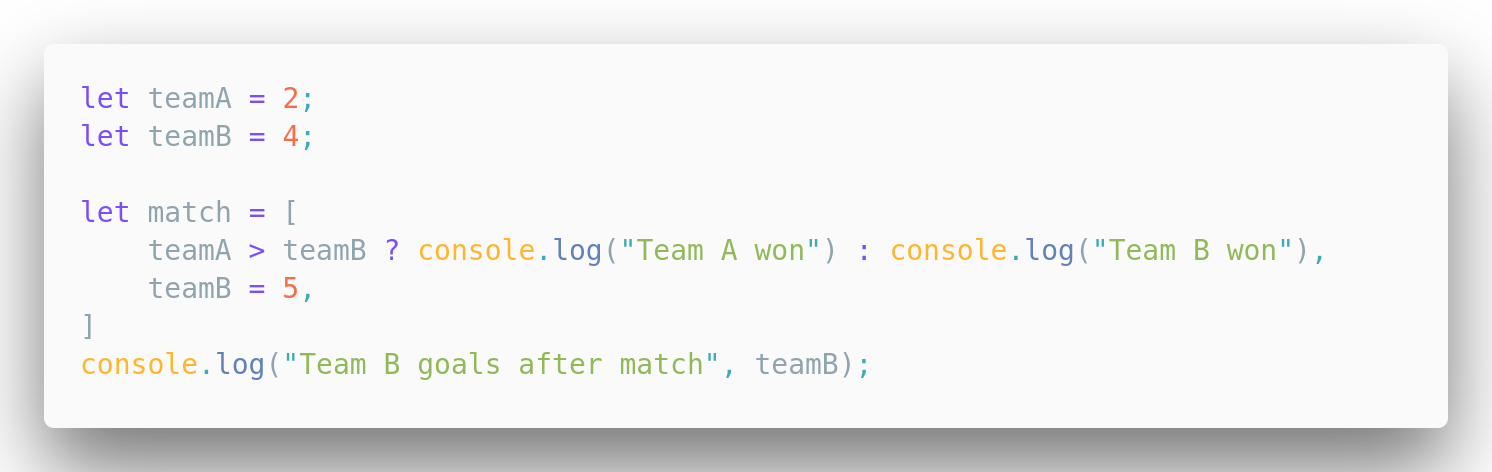 let teamA = 2;
let teamB = 4;

let match = [
    teamA > teamB ? console.log("Team A won") : console.log("Team B won"),
    teamB = 5,
]
console.log("Team B goals after match", teamB);